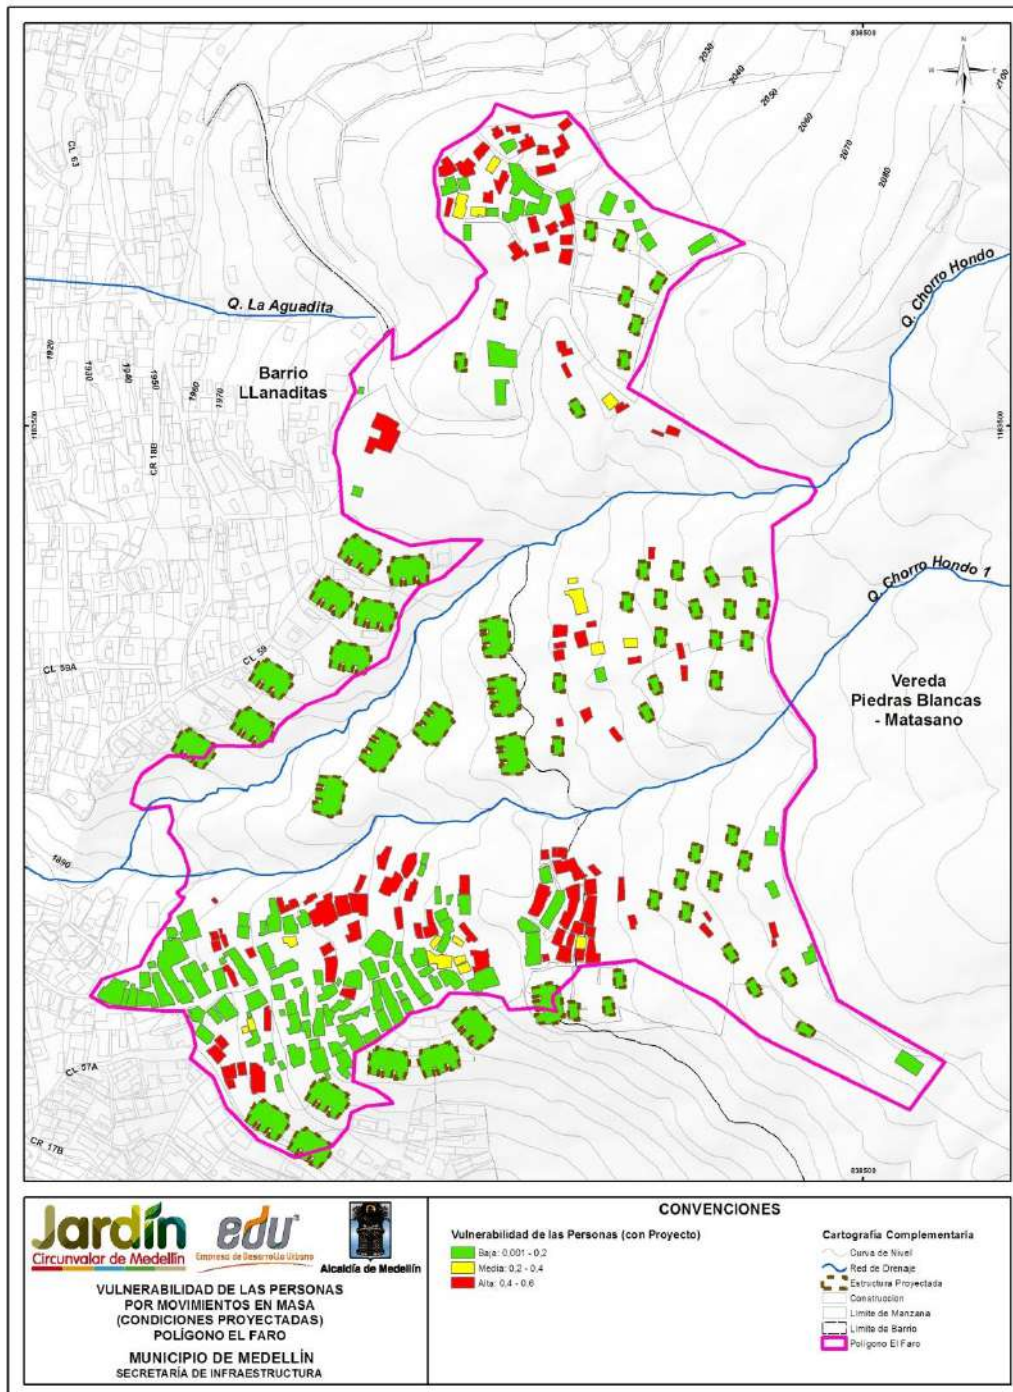 838500
N
W E
S
2030
2040
2050
2060
2070
2080
2100
CL 63
Q. Chorro Hondo
Q. La Aguadita
1920
1930
1940
1950
1960
1970
Barrio
LLanaditas
1183500
1183500
CR 18B
Q. Chorro Hondo 1
CL 59A
CL 59
Vereda
Piedras Blancas
- Matasano
1890
CL 57A
CR 17B
838500
Jardín
Circunvalar de Medellín
edu
Empresa de Desarrollo Urbano
Alcaldía de Medellín
VULNERABILIDAD DE LAS PERSONAS
POR MOVIMIENTOS EN MASA
(CONDICIONES PROYECTADAS)
POLÍGONO EL FARO
MUNICIPIO DE MEDELLÍN
SECRETARÍA DE INFRAESTRUCTURA
CONVENCIONES
Vulnerabilidad de las Personas (con Proyecto)
Baja: 0,001 - 0,2
Media: 0,2 - 0,4
Alta: 0,4 - 0,6
Cartografía Complementaria
Curva de Nivel
Red de Drenaje
Estructura Proyectada
Construccion
Limite de Manzana
Limite de Barrio
Poligono El Faro